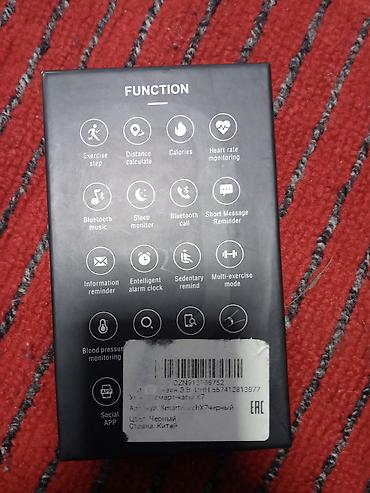 FUNCTION
Exercise step
Distance calculate
Calories
Heart rate monitoring
Bluetooth music
Sleep monitor
Bluetooth call
Short Message Reminder
Information reminder
Entelligent alarm clock
Sedentary remind
Multi-exercise mode
Blood pressure monitoring
APP
Social APP
EAC
Цвет: Черный
Страна: Китай